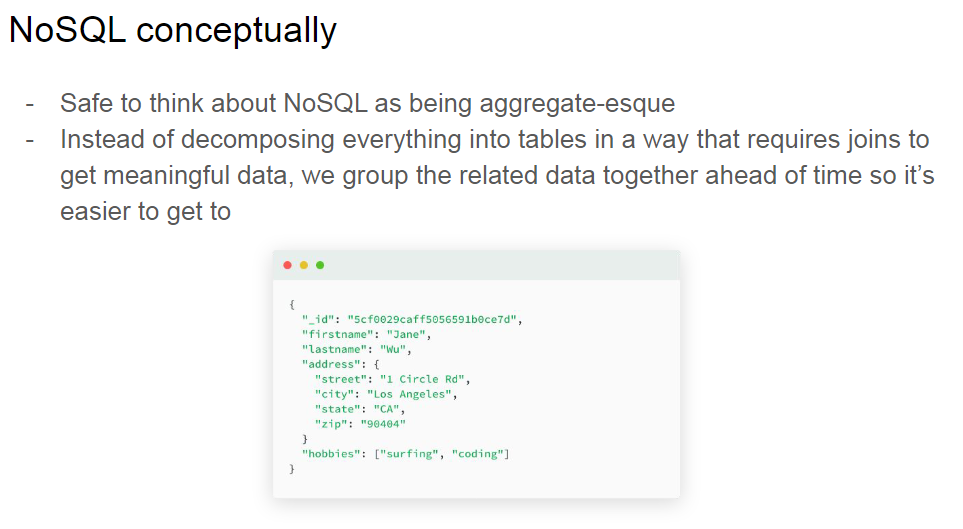 NoSQL conceptually
- Safe to think about NoSQL as being aggregate-esque
- Instead of decomposing everything into tables in a way that requires joins to
get meaningful data, we group the related data together ahead of time so it’s
easier to get to
{
"_id": "5cf0029caff5056591b0ce7d",
"firstname": "Jane",
"lastname": "Wu",
"address": {
"street": "1 Circle Rd",
"city": "Los Angeles",
"state": "CA",
"zip": "90404"
}
"hobbies": ["surfing", "coding"]
}